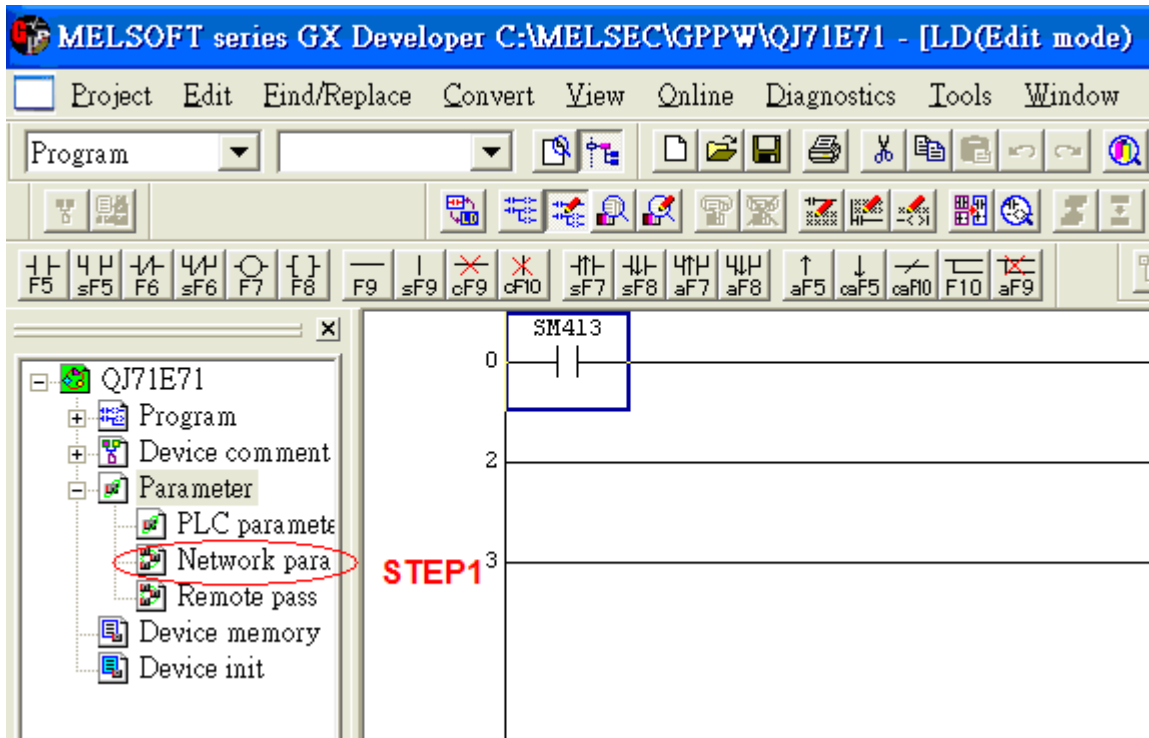 MELSOFT series GX Developer C:\MELSEC\GPPW\QJ71E71 - [LD(Edit mode)
Project Edit Find/Replace Convert View Online Diagnostics Tools Window
Program
F5 sF5 F6 sF6 F7 F8 F9 sF9 cF9 cF10 sF7 sF8 aF7 aF8 aF5 caF5 caF10 F10 aF9
SM413
0
QJ71E71
Program
Device comment
2
Parameter
PLC paramete
Network para
STEP1
3
Remote pass
Device memory
Device init